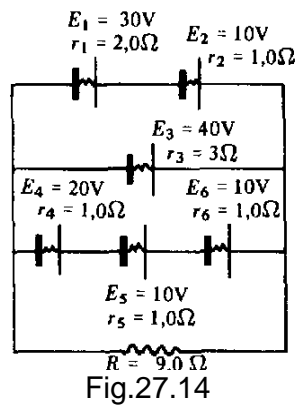 E1 = 30V
r1 = 2,0Ω
E2 = 10V
r2 = 1,0Ω
E3 = 40V
r3 = 3Ω
E4 = 20V
r4 = 1,0Ω
E6 = 10V
r6 = 1,0Ω
E5 = 10V
r5 = 1,0Ω
R = 9.0 Ω
Fig.27.14